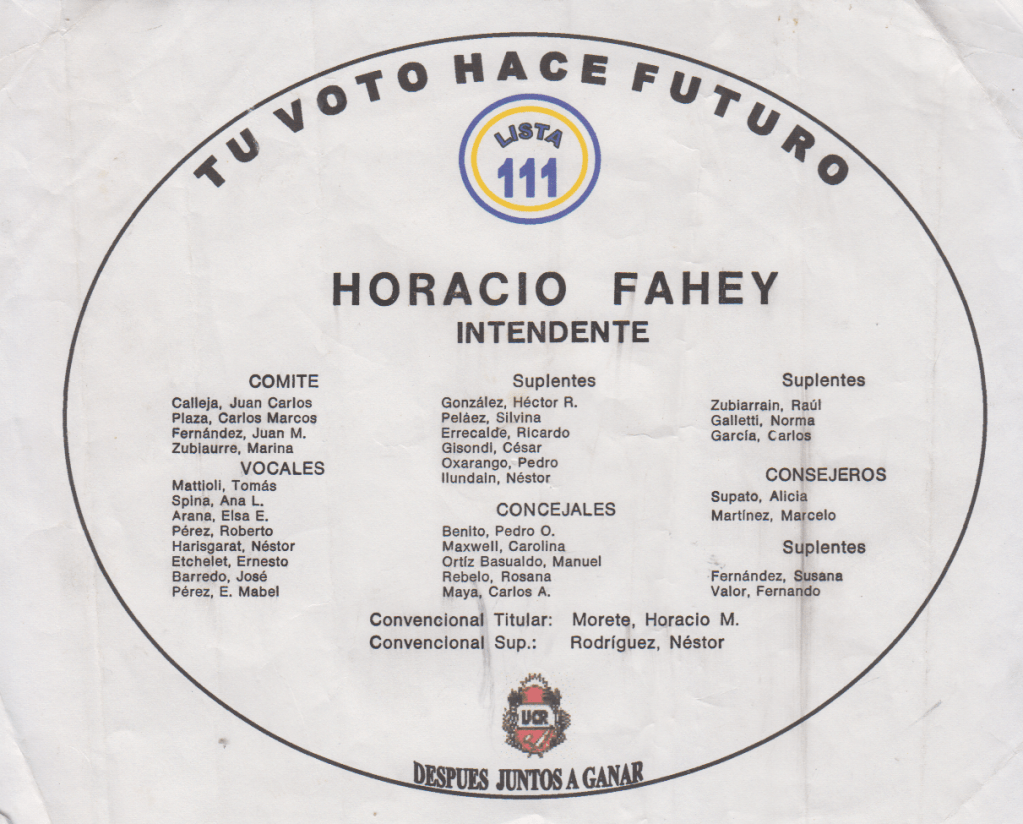 TU VOTO HACE FUTURO
LISTA
111
HORACIO FAHEY
INTENDENTE
COMITE
Calleja, Juan Carlos
Plaza, Carlos Marcos
Fernández, Juan M.
Zubiaurre, Marina
VOCALES
Mattioli, Tomás
Spina, Ana L.
Arana, Elsa E.
Pérez, Roberto
Harisgarat, Néstor
Etchelet, Ernesto
Barredo, José
Pérez, E. Mabel
Suplentes
González, Héctor R.
Peláez, Silvina
Errecalde, Ricardo
Gisondi, César
Oxarango, Pedro
Ilundain, Néstor
CONCEJALES
Benito, Pedro O.
Maxwell, Carolina
Ortíz Basualdo, Manuel
Rebelo, Rosana
Maya, Carlos A.
Suplentes
Zubiarrain, Raúl
Galletti, Norma
García, Carlos
CONSEJEROS
Supato, Alicia
Martínez, Marcelo
Suplentes
Fernández, Susana
Valor, Fernando
Convencional Titular: Morete, Horacio M.
Convencional Sup.: Rodríguez, Néstor
UCR
DESPUES JUNTOS A GANAR